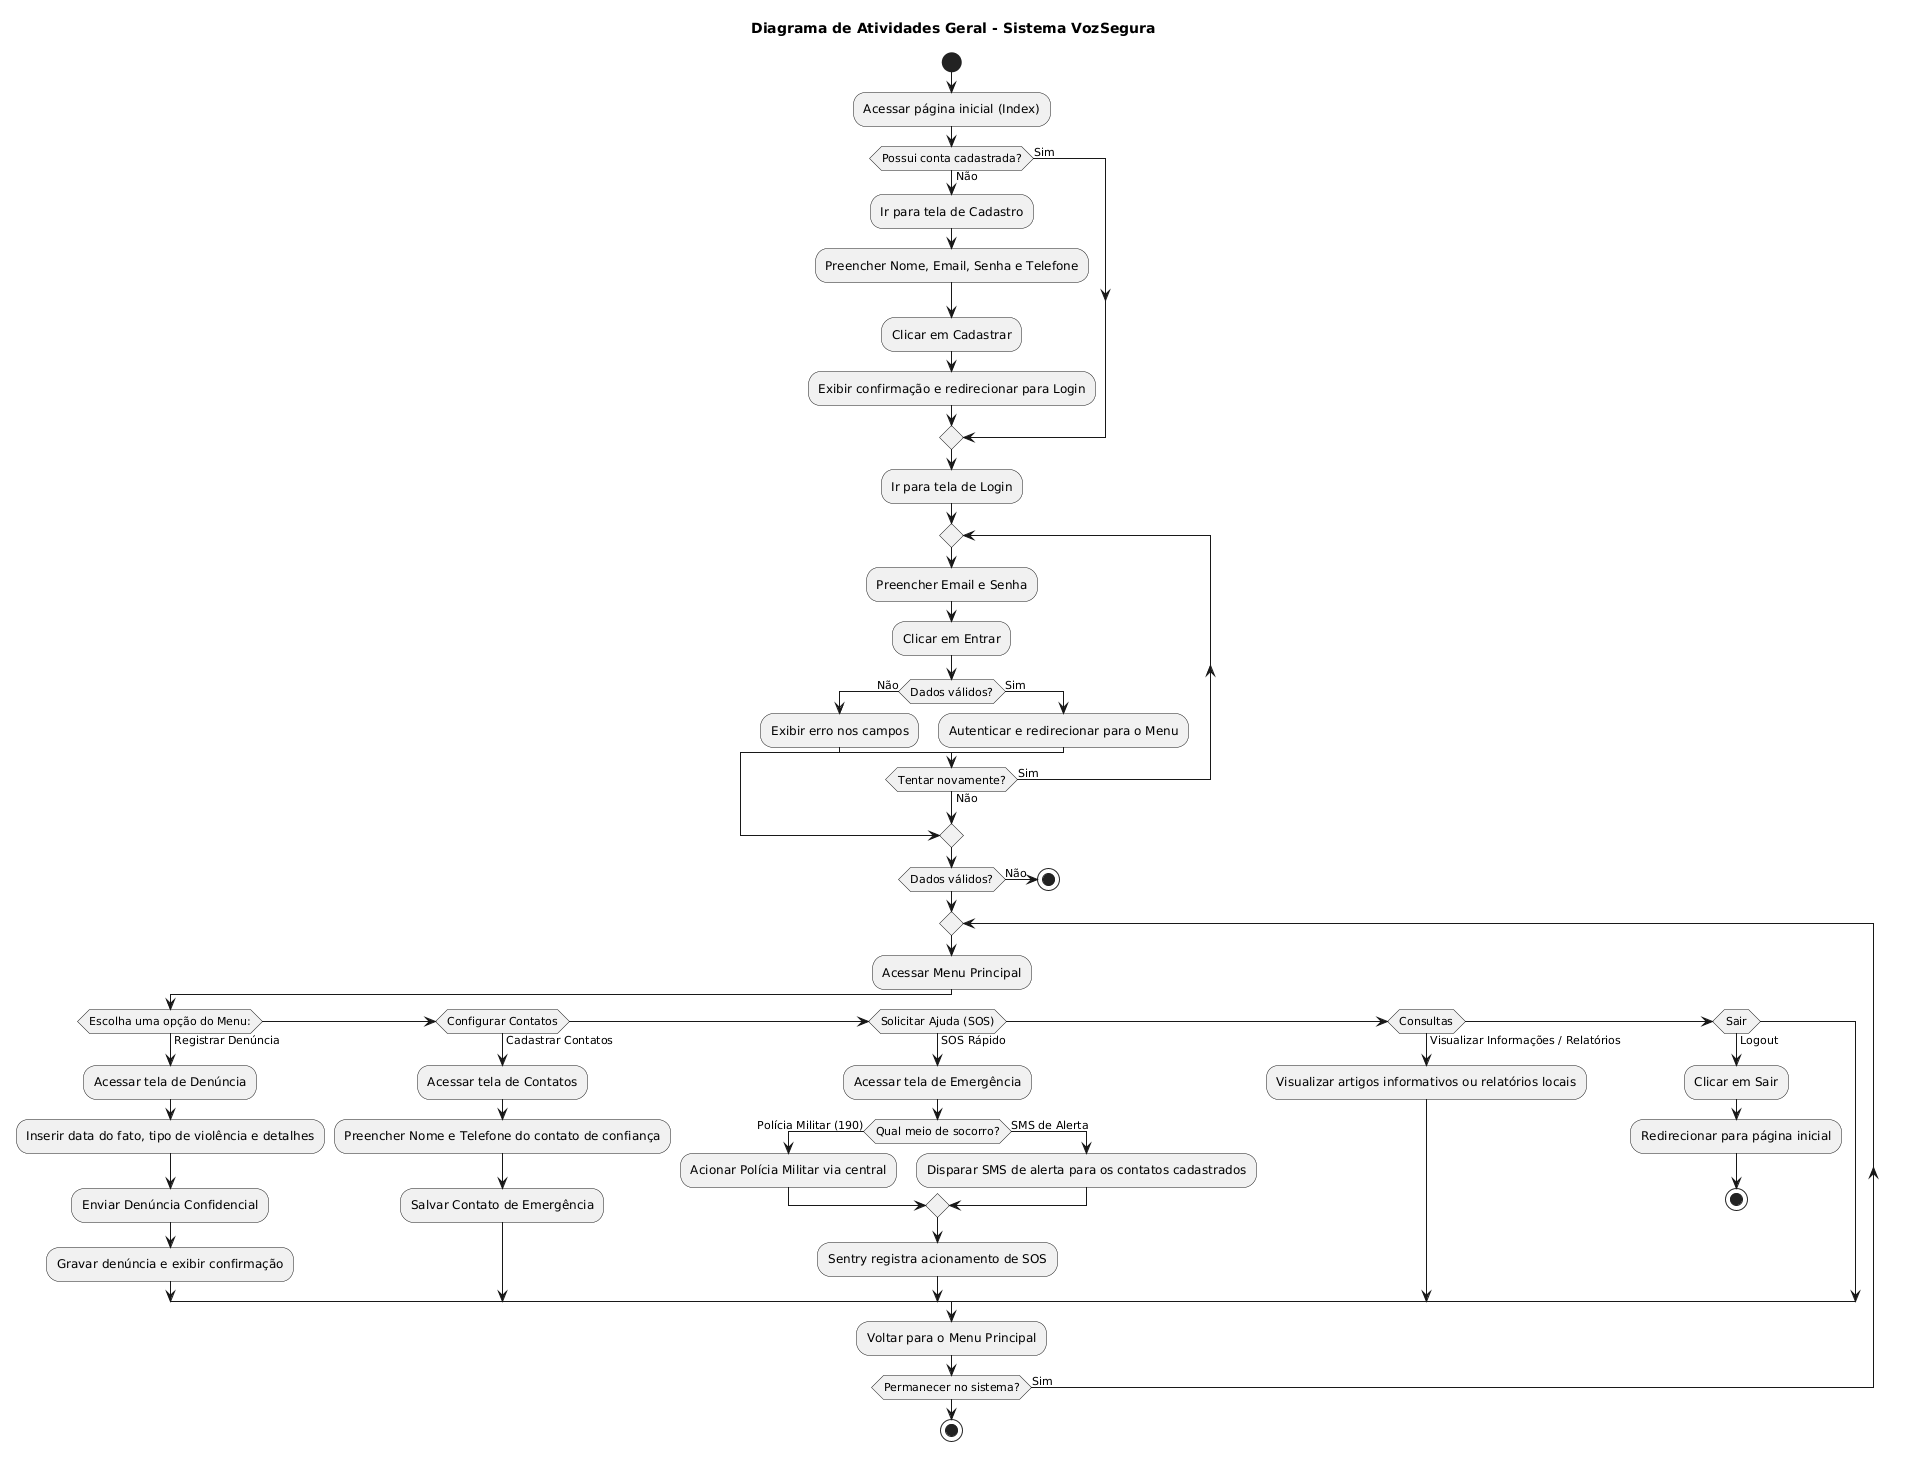 Diagrama de Atividades Geral - Sistema VozSegura
Acessar página inicial (Index)
Possui conta cadastrada?
Sim
Não
Ir para tela de Cadastro
Preencher Nome, Email, Senha e Telefone
Clicar em Cadastrar
Exibir confirmação e redirecionar para Login
Ir para tela de Login
Preencher Email e Senha
Clicar em Entrar
Não
Dados válidos?
Sim
Exibir erro nos campos
Autenticar e redirecionar para o Menu
Tentar novamente?
Sim
Não
Dados válidos?
Não
Acessar Menu Principal
Escolha uma opção do Menu:
Configurar Contatos
Solicitar Ajuda (SOS)
Consultas
Sair
Registrar Denúncia
Cadastrar Contatos
SOS Rápido
Visualizar Informações / Relatórios
Logout
Acessar tela de Denúncia
Acessar tela de Contatos
Acessar tela de Emergência
Visualizar artigos informativos ou relatórios locais
Clicar em Sair
Inserir data do fato, tipo de violência e detalhes
Preencher Nome e Telefone do contato de confiança
Polícia Militar (190)
Qual meio de socorro?
SMS de Alerta
Redirecionar para página inicial
Acionar Polícia Militar via central
Disparar SMS de alerta para os contatos cadastrados
Enviar Denúncia Confidencial
Salvar Contato de Emergência
Gravar denúncia e exibir confirmação
Sentry registra acionamento de SOS
Voltar para o Menu Principal
Permanecer no sistema?
Sim